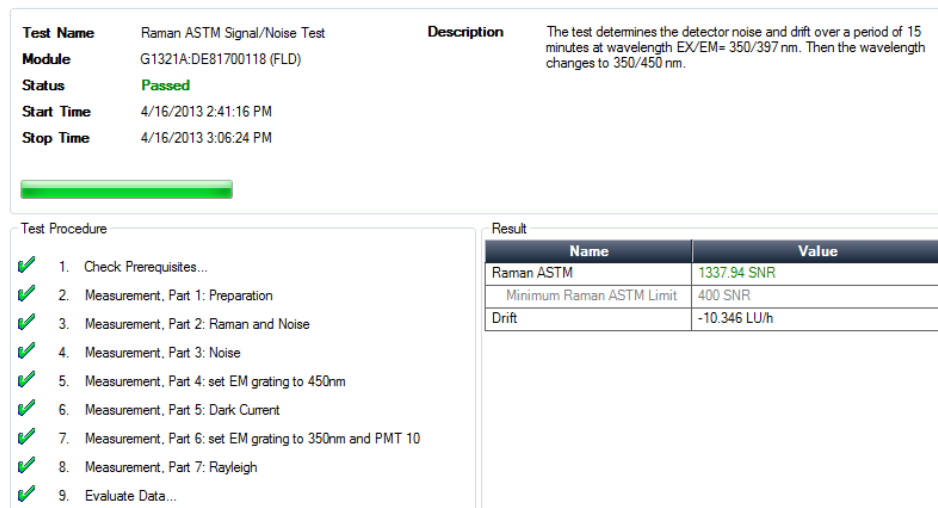 Test Name Raman ASTM Signal/Noise Test
Module G1321A:DE81700118 (FLD)
Status Passed
Start Time 4/16/2013 2:41:16 PM
Stop Time 4/16/2013 3:06:24 PM
Description The test determines the detector noise and drift over a period of 15
minutes at wavelength EX/EM= 350/397 nm. Then the wavelength
changes to 350/450 nm.
Test Procedure
1. Check Prerequisites...
2. Measurement, Part 1: Preparation
3. Measurement, Part 2: Raman and Noise
4. Measurement, Part 3: Noise
5. Measurement, Part 4: set EM grating to 450nm
6. Measurement, Part 5: Dark Current
7. Measurement, Part 6: set EM grating to 350nm and PMT 10
8. Measurement, Part 7: Rayleigh
9. Evaluate Data...
Result
Name Value
Raman ASTM 1337.94 SNR
Minimum Raman ASTM Limit 400 SNR
Drift -10.346 LU/h